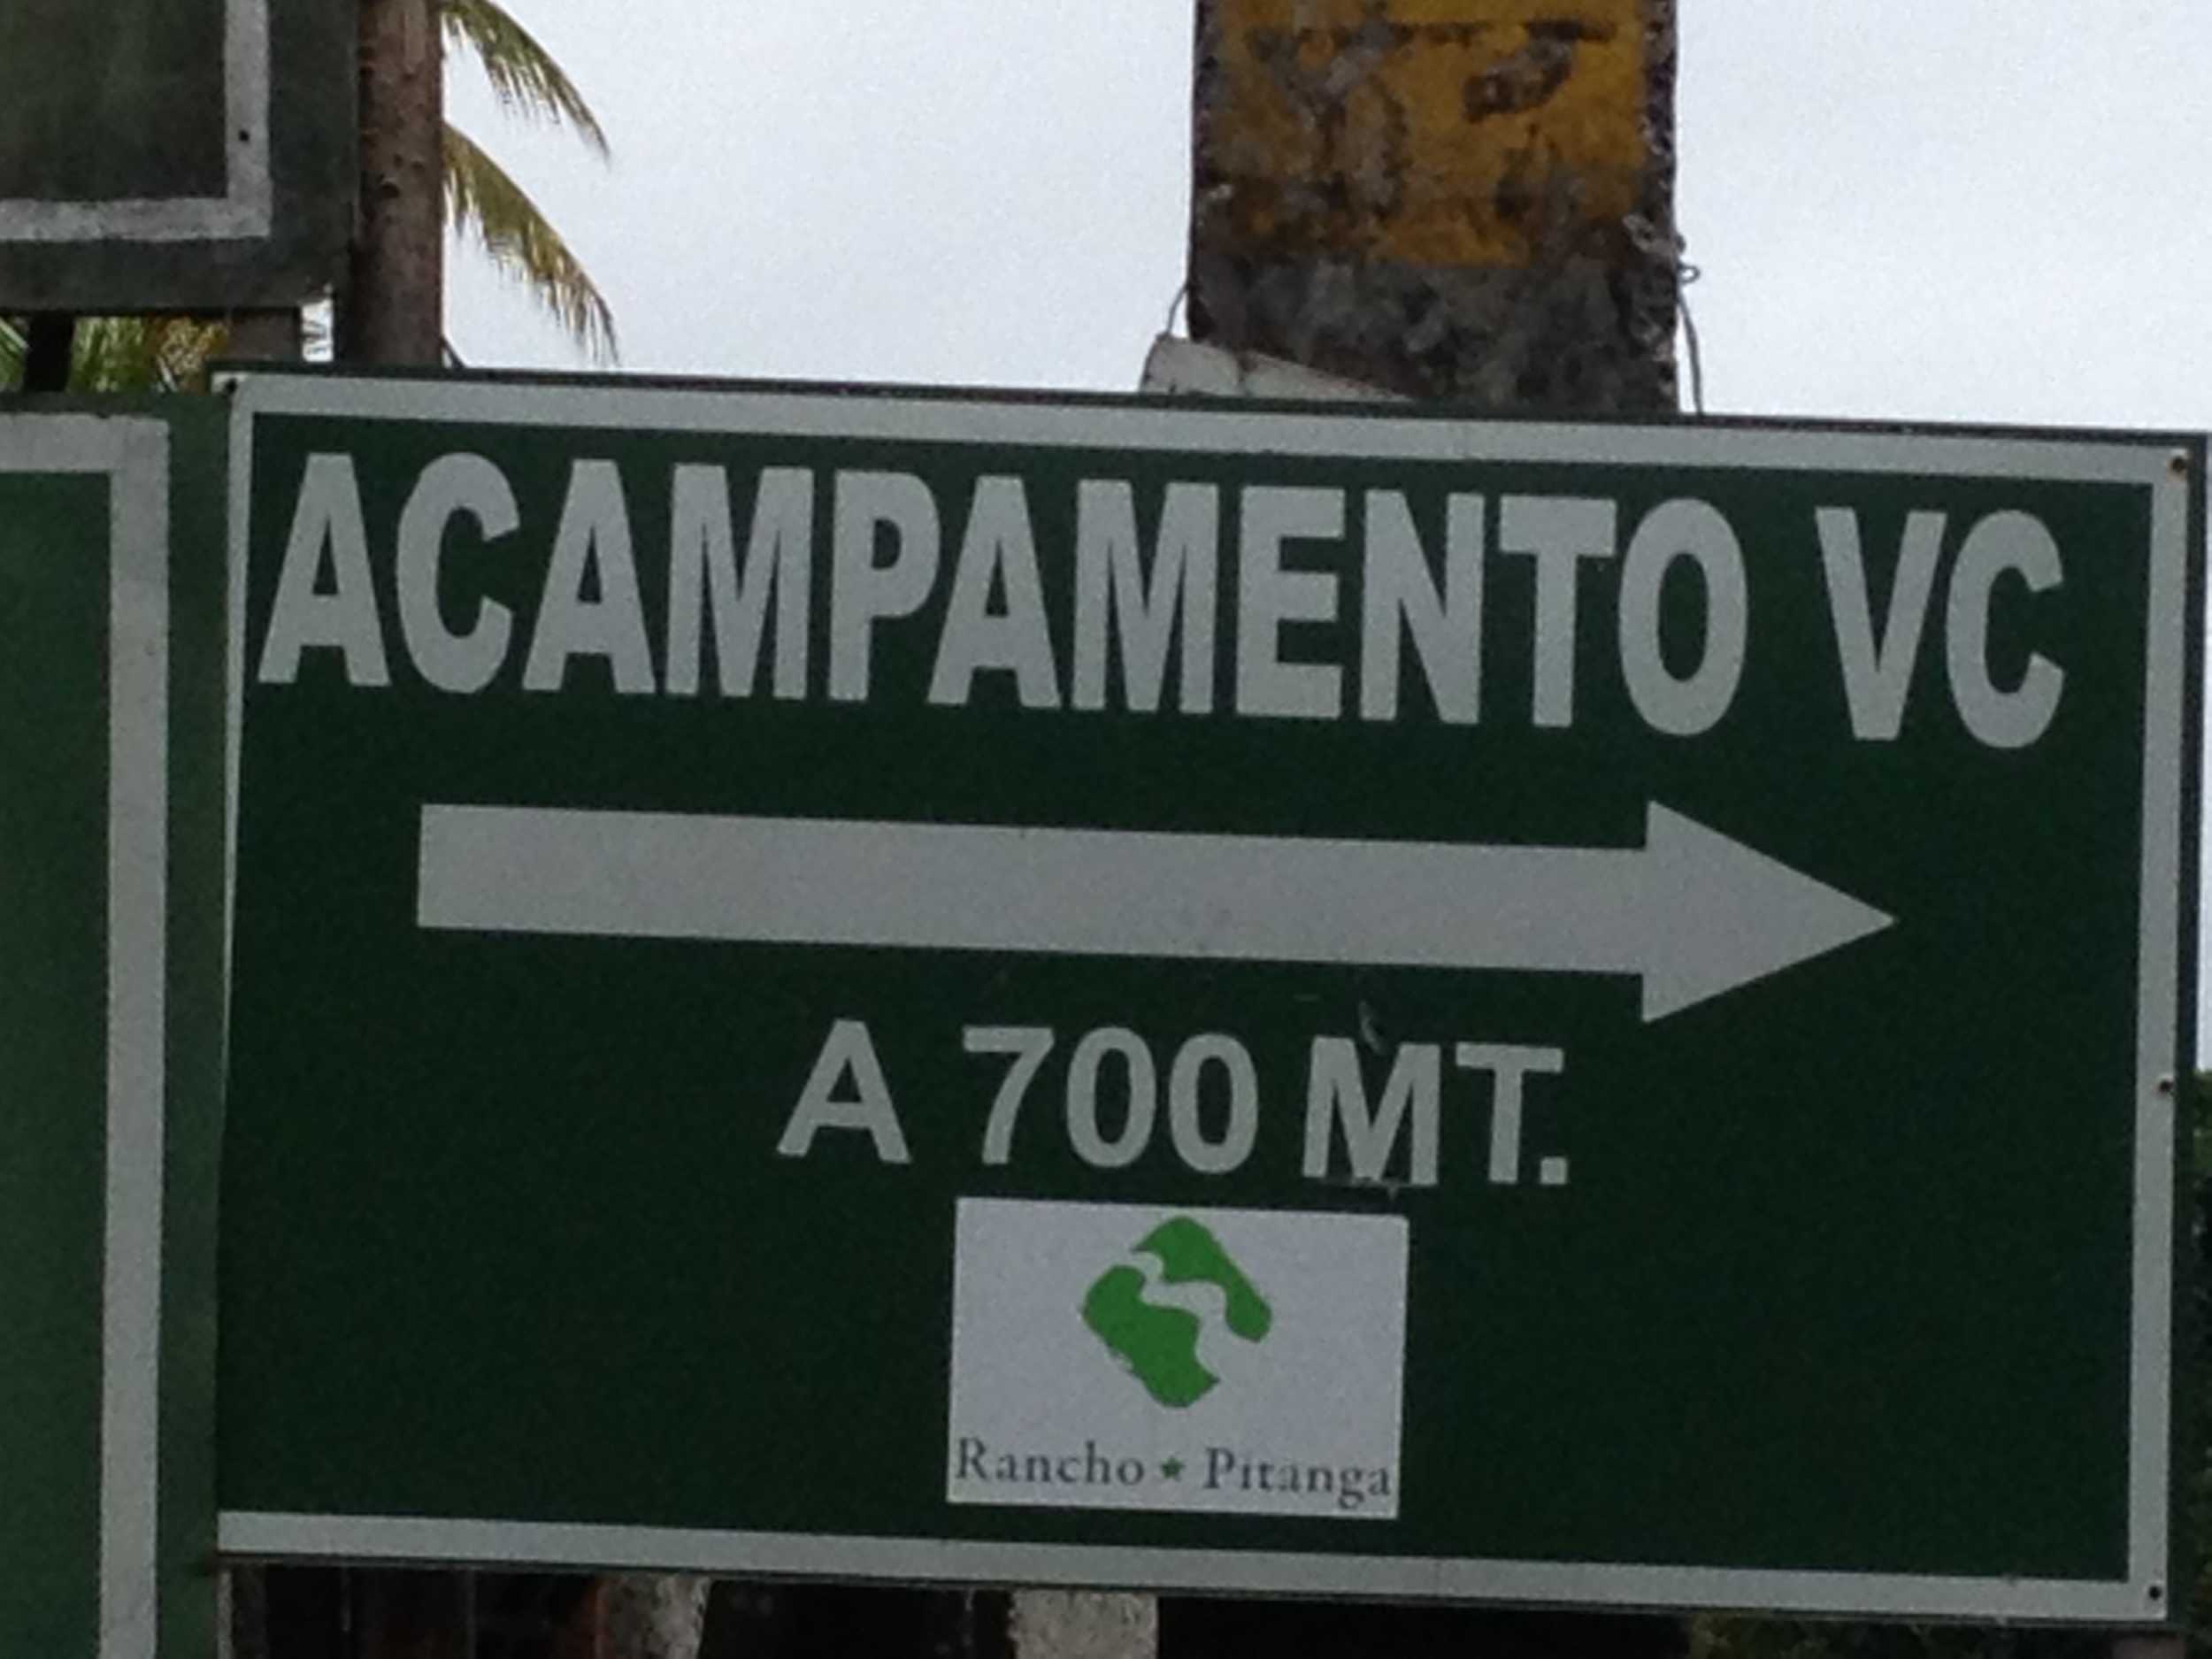 ACAMPAMENTO VC
A 700 MT.
Rancho ★ Pitanga